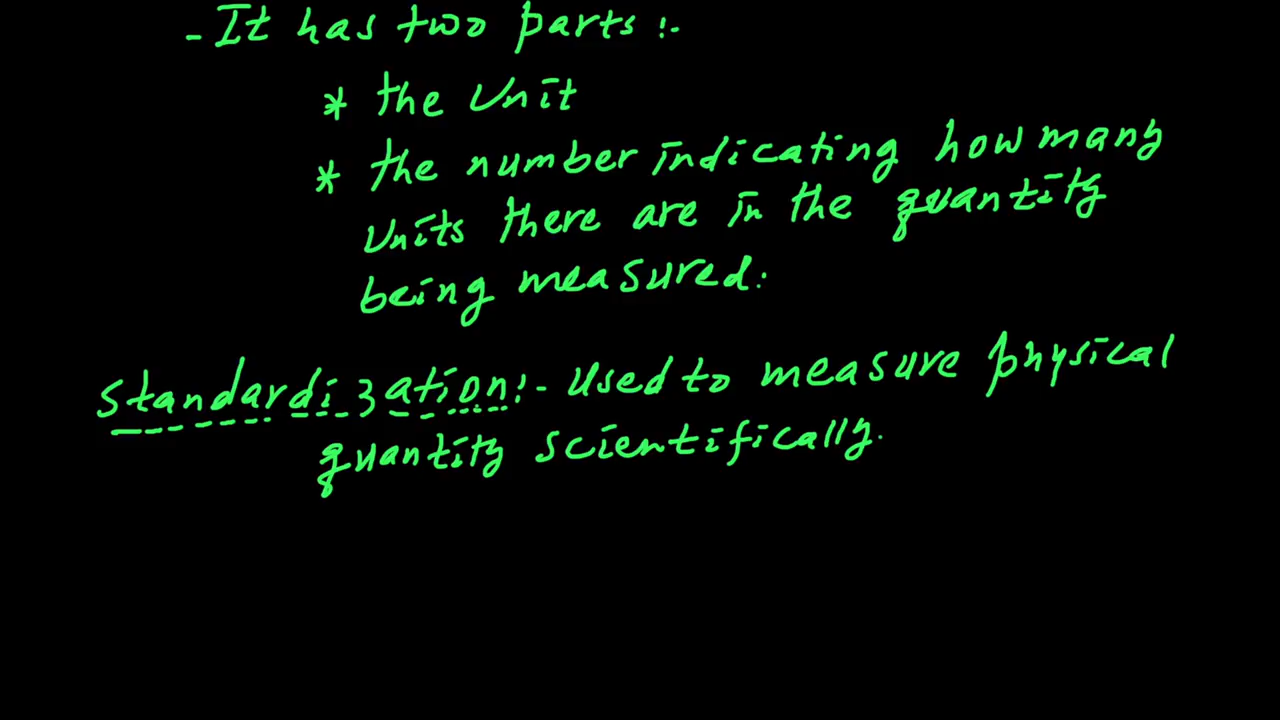 - It has two parts :-
* the Unit
* the number indicating how many
Units there are in the quantity
being measured.
Standardization:- Used to measure physical
quantity scientifically.